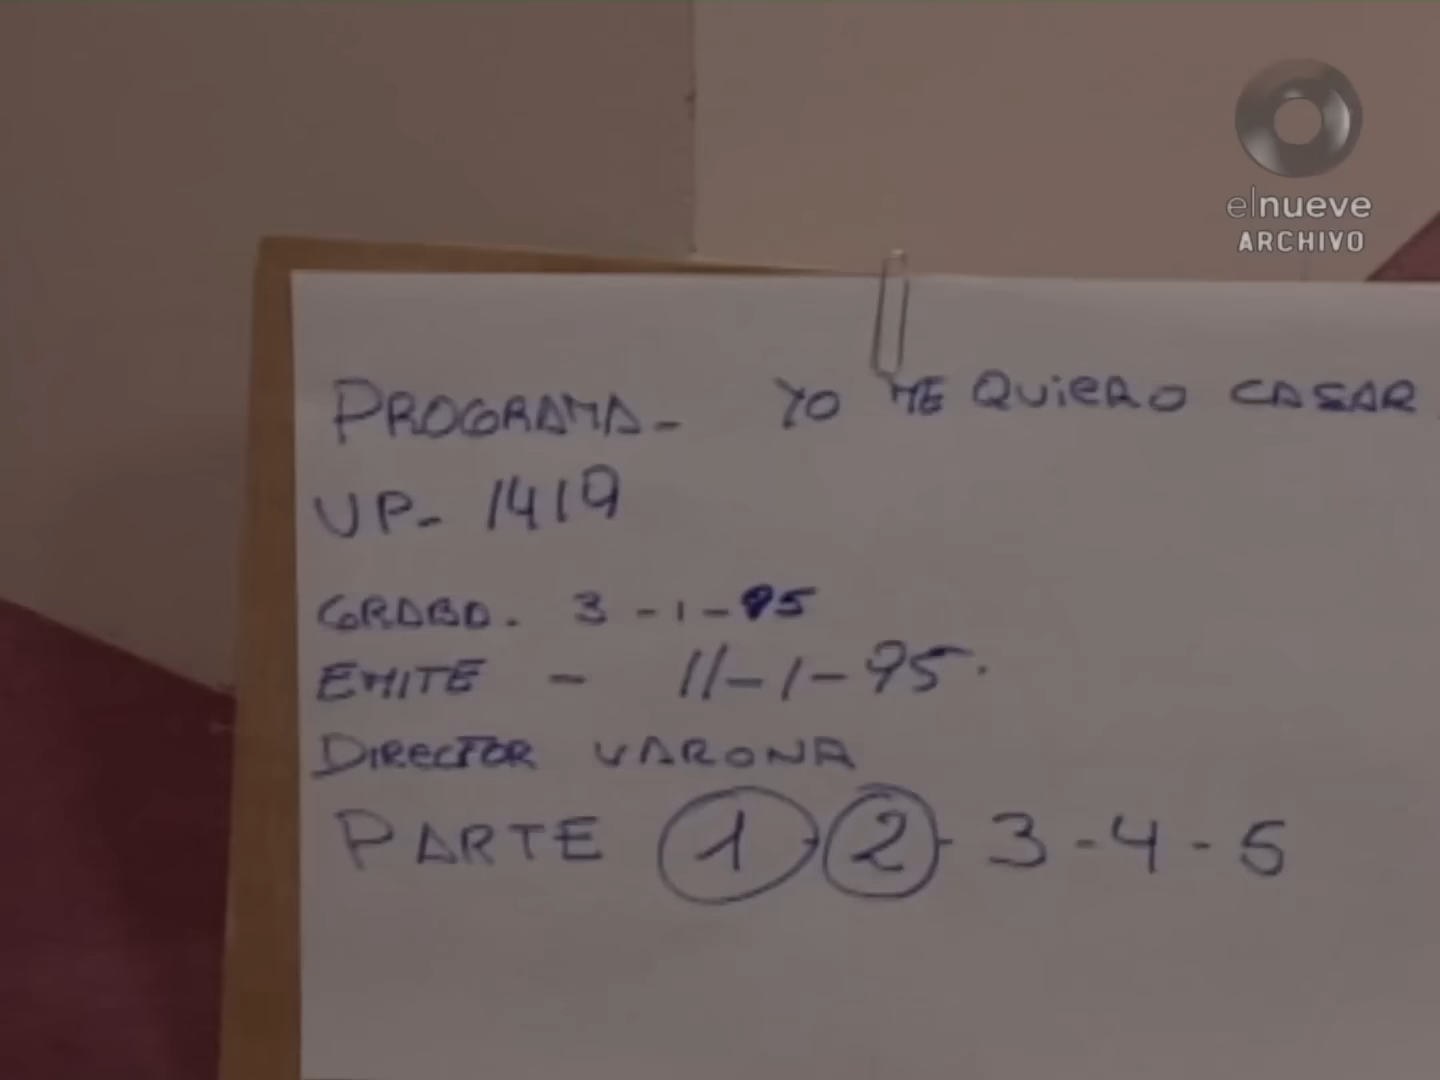 elnueve
ARCHIVO
PROGRAMA- YO ME QUIERO CASAR.
UP- 1419
GRABA. 3-1-95
EMITE - 11-1-95.
DIRECTOR VARONA
PARTE 1-2-3-4-5